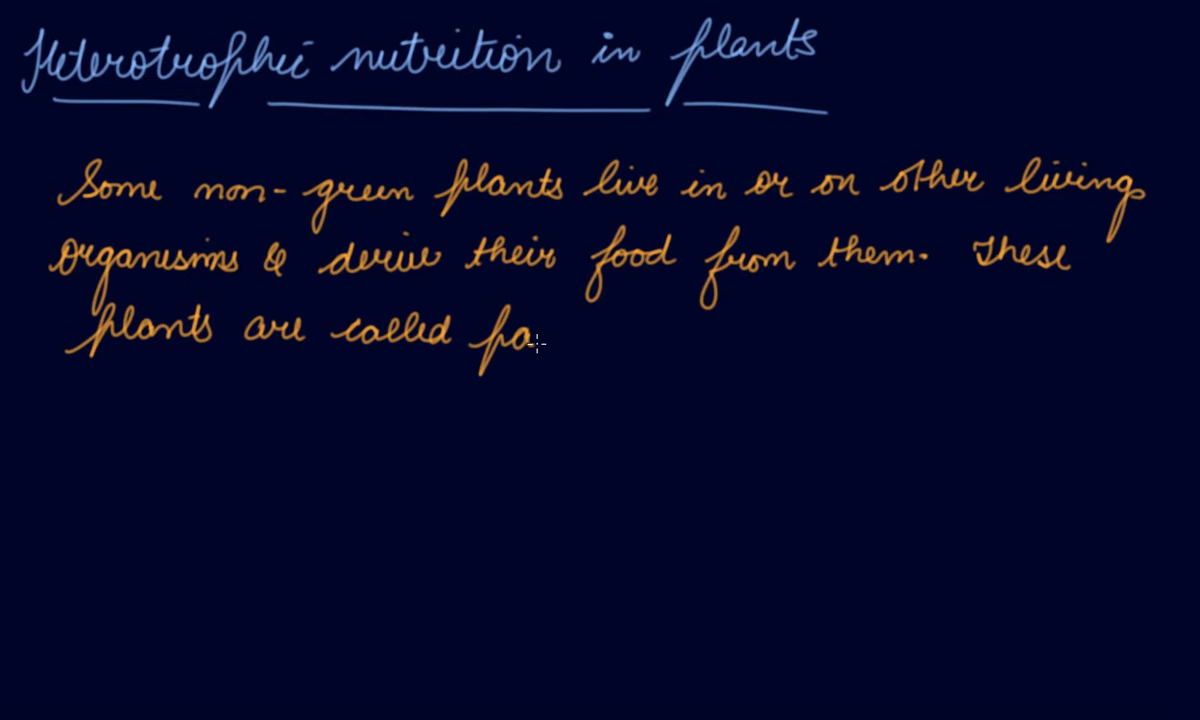 Heterotrophic nutrition in plants
Some non-green plants live in or on other living
organisms & derive their food from them. These
plants are called pa